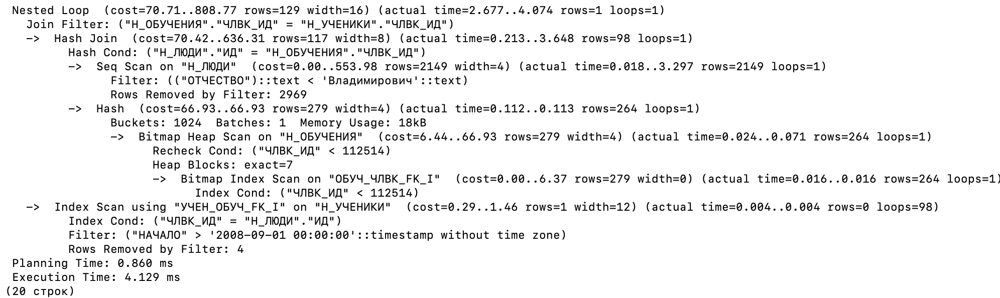 Nested Loop  (cost=70.71..808.77 rows=129 width=16) (actual time=2.677..4.074 rows=1 loops=1)
  Join Filter: ("Н_ОБУЧЕНИЯ"."ЧЛВК_ИД" = "Н_УЧЕНИКИ"."ЧЛВК_ИД")
  ->  Hash Join  (cost=70.42..636.31 rows=117 width=8) (actual time=0.213..3.648 rows=98 loops=1)
        Hash Cond: ("Н_ЛЮДИ"."ИД" = "Н_ОБУЧЕНИЯ"."ЧЛВК_ИД")
        ->  Seq Scan on "Н_ЛЮДИ"  (cost=0.00..553.98 rows=2149 width=4) (actual time=0.018..3.297 rows=2149 loops=1)
              Filter: (("ОТЧЕСТВО")::text < 'Владимирович'::text)
              Rows Removed by Filter: 2969
        ->  Hash  (cost=66.93..66.93 rows=279 width=4) (actual time=0.112..0.113 rows=264 loops=1)
              Buckets: 1024  Batches: 1  Memory Usage: 18kB
              ->  Bitmap Heap Scan on "Н_ОБУЧЕНИЯ"  (cost=6.44..66.93 rows=279 width=4) (actual time=0.024..0.071 rows=264 loops=1)
                    Recheck Cond: ("ЧЛВК_ИД" < 112514)
                    Heap Blocks: exact=7
                    ->  Bitmap Index Scan on "ОБУЧ_ЧЛВК_FK_I"  (cost=0.00..6.37 rows=279 width=0) (actual time=0.016..0.016 rows=264 loops=1)
                          Index Cond: ("ЧЛВК_ИД" < 112514)
  ->  Index Scan using "УЧЕН_ОБУЧ_FK_I" on "Н_УЧЕНИКИ"  (cost=0.29..1.46 rows=1 width=12) (actual time=0.004..0.004 rows=0 loops=98)
        Index Cond: ("ЧЛВК_ИД" = "Н_ЛЮДИ"."ИД")
        Filter: ("НАЧАЛО" > '2008-09-01 00:00:00'::timestamp without time zone)
        Rows Removed by Filter: 4
Planning Time: 0.860 ms
Execution Time: 4.129 ms
(20 строк)